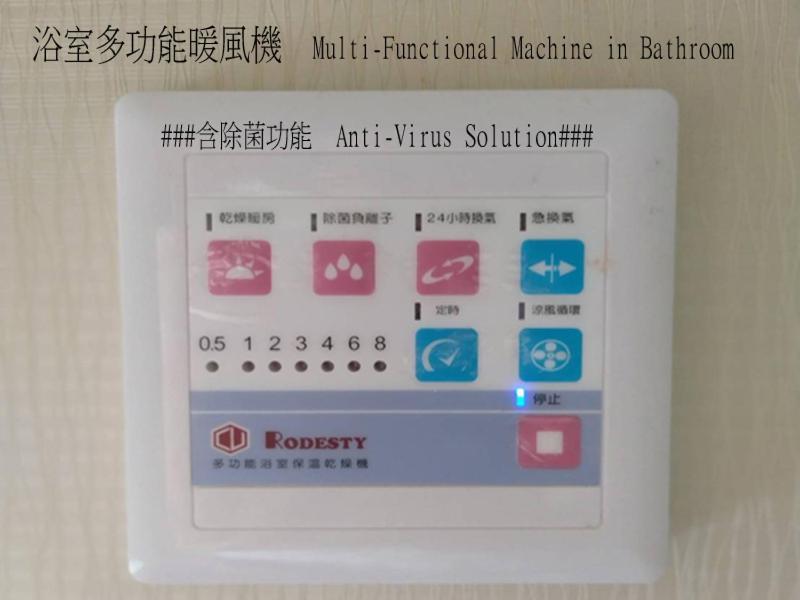 浴室多功能暖風機 Multi-Functional Machine in Bathroom
###含除菌功能 Anti-Virus Solution###
乾燥暖房 除菌負離子 24小時換氣 急換氣
定時 涼風循環
0.5 1 2 3 4 6 8
停止
RODESTY
多功能浴室保溫乾燥機